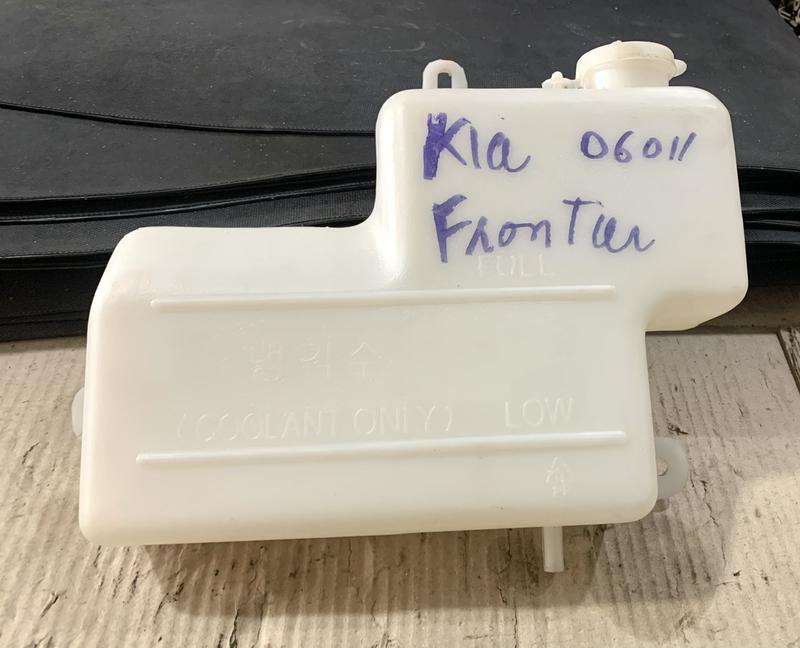 Kia 06011
Frontier
FULL
냉각수
(COOLANT ONLY) LOW